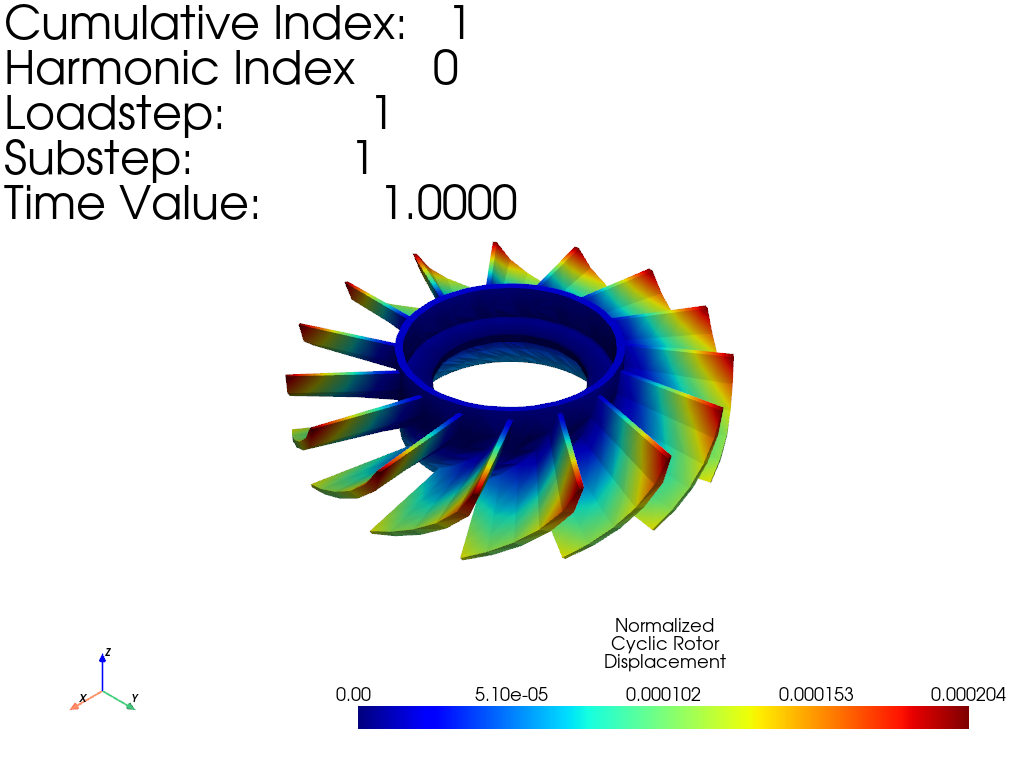 Cumulative Index: 1
Harmonic Index 0
Loadstep: 1
Substep: 1
Time Value: 1.0000
Normalized
Cyclic Rotor
Displacement
0.00 5.10e-05 0.000102 0.000153 0.000204
Z
X Y